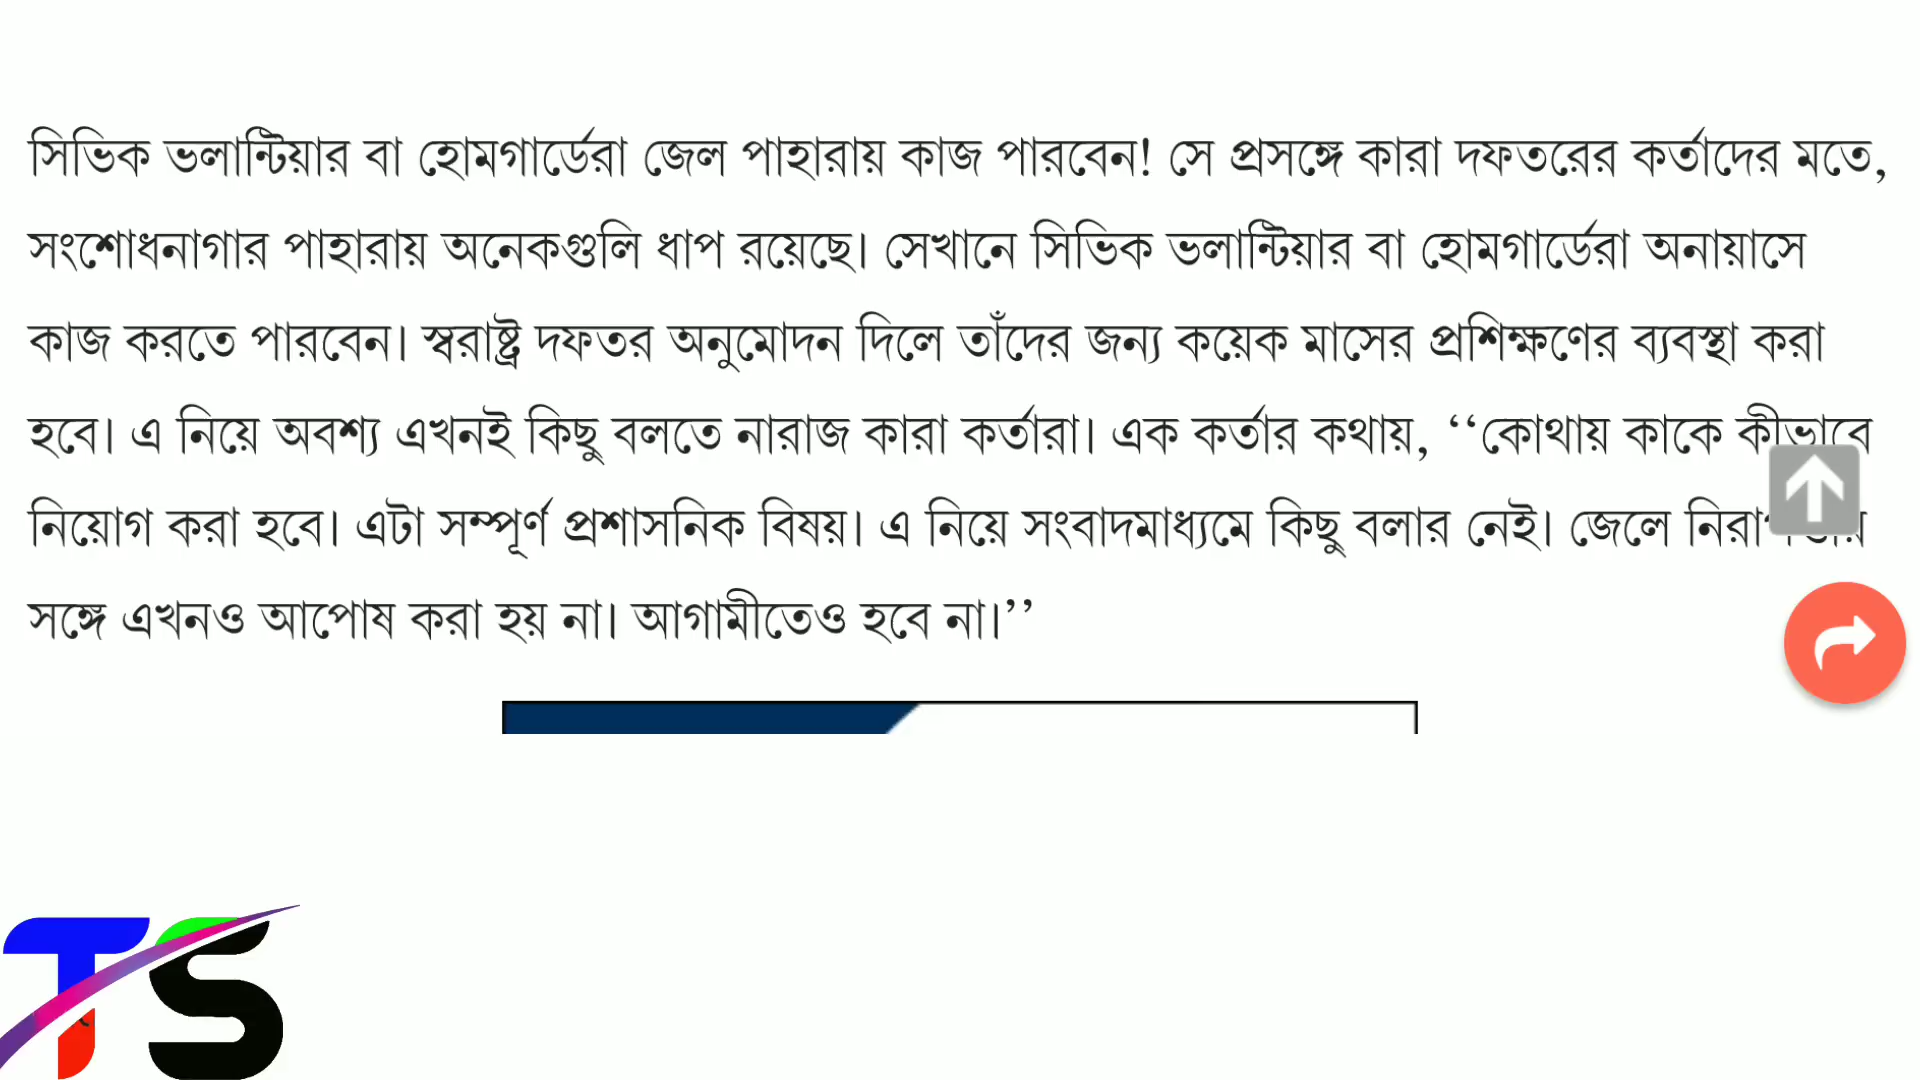 সিভিক ভলান্টিয়ার বা হোমগার্ডেরা জেল পাহারায় কাজ পারবেন! সে প্রসঙ্গে কারা দফতরের কর্তাদের মতে,
সংশোধনাগার পাহারায় অনেকগুলি ধাপ রয়েছে। সেখানে সিভিক ভলান্টিয়ার বা হোমগার্ডেরা অনায়াসে
কাজ করতে পারবেন। স্বরাষ্ট্র দফতর অনুমোদন দিলে তাঁদের জন্য কয়েক মাসের প্রশিক্ষণের ব্যবস্থা করা
হবে। এ নিয়ে অবশ্য এখনই কিছু বলতে নারাজ কারা কর্তারা। এক কর্তার কথায়, ‘‘কোথায় কাকে কীভাবে
নিয়োগ করা হবে। এটা সম্পূর্ণ প্রশাসনিক বিষয়। এ নিয়ে সংবাদমাধ্যমে কিছু বলার নেই। জেলে
সঙ্গে এখনও আপোষ করা হয় না। আগামীতেও হবে না।’’
TS